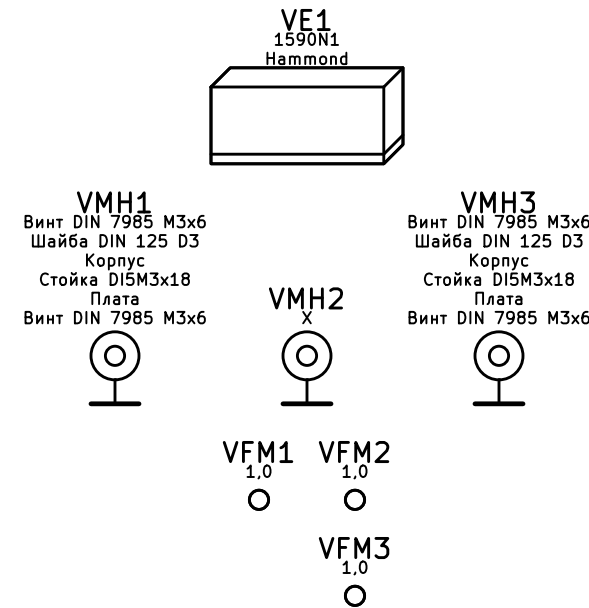 VE1
1590N1
Hammond
VMH1
Винт DIN 7985 M3x6
Шайба DIN 125 D3
Корпус
Стойка DI5M3x18
Плата
Винт DIN 7985 M3x6
VMH2
X
VMH3
Винт DIN 7985 M3x6
Шайба DIN 125 D3
Корпус
Стойка DI5M3x18
Плата
Винт DIN 7985 M3x6
VFM1
1,0
VFM2
1,0
VFM3
1,0